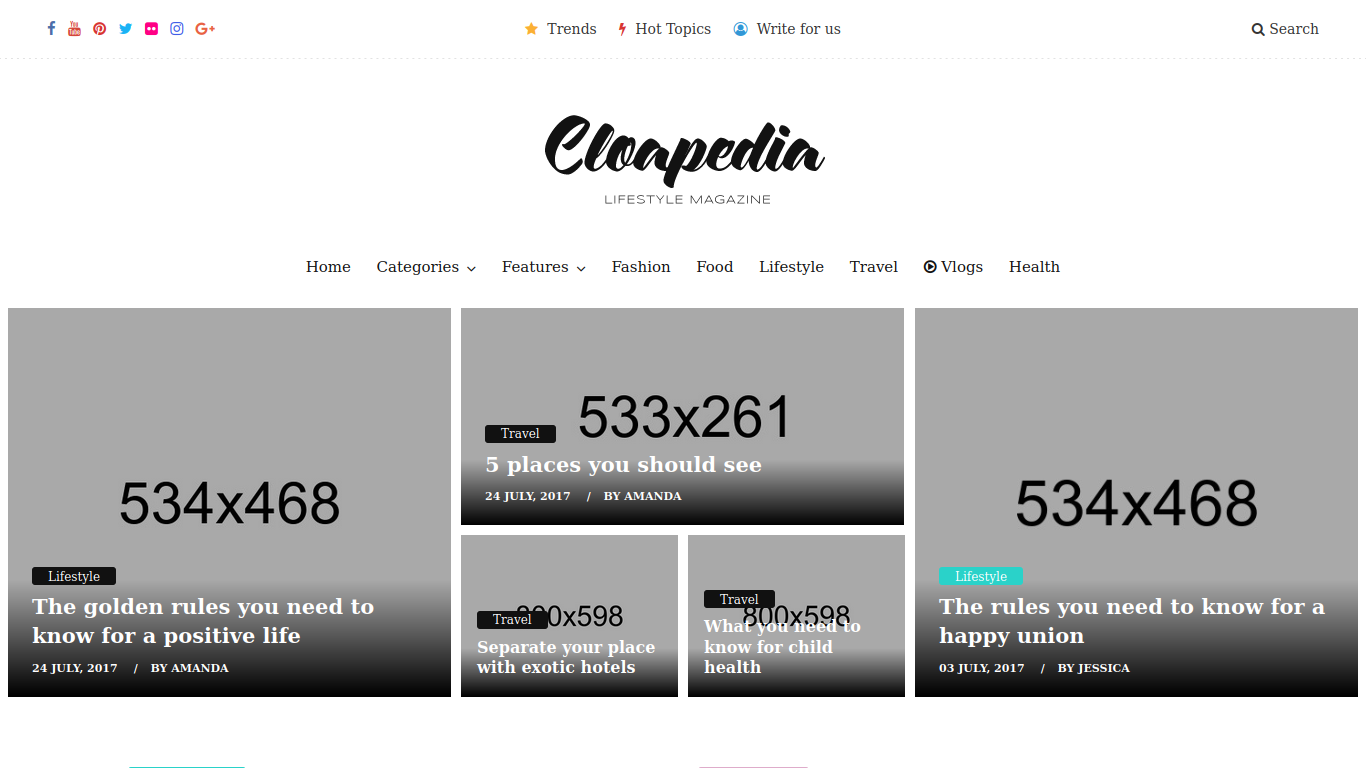 Trends
Hot Topics
Write for us
Search
Cloapedia
LIFESTYLE MAGAZINE
Home
Categories
Features
Fashion
Food
Lifestyle
Travel
Vlogs
Health
534x468
Lifestyle
The golden rules you need to
know for a positive life
24 JULY, 2017 / BY AMANDA
533x261
Travel
5 places you should see
24 JULY, 2017 / BY AMANDA
800x598
Travel
Separate your place
with exotic hotels
800x598
Travel
What you need to
know for child
health
534x468
Lifestyle
The rules you need to know for a
happy union
03 JULY, 2017 / BY JESSICA